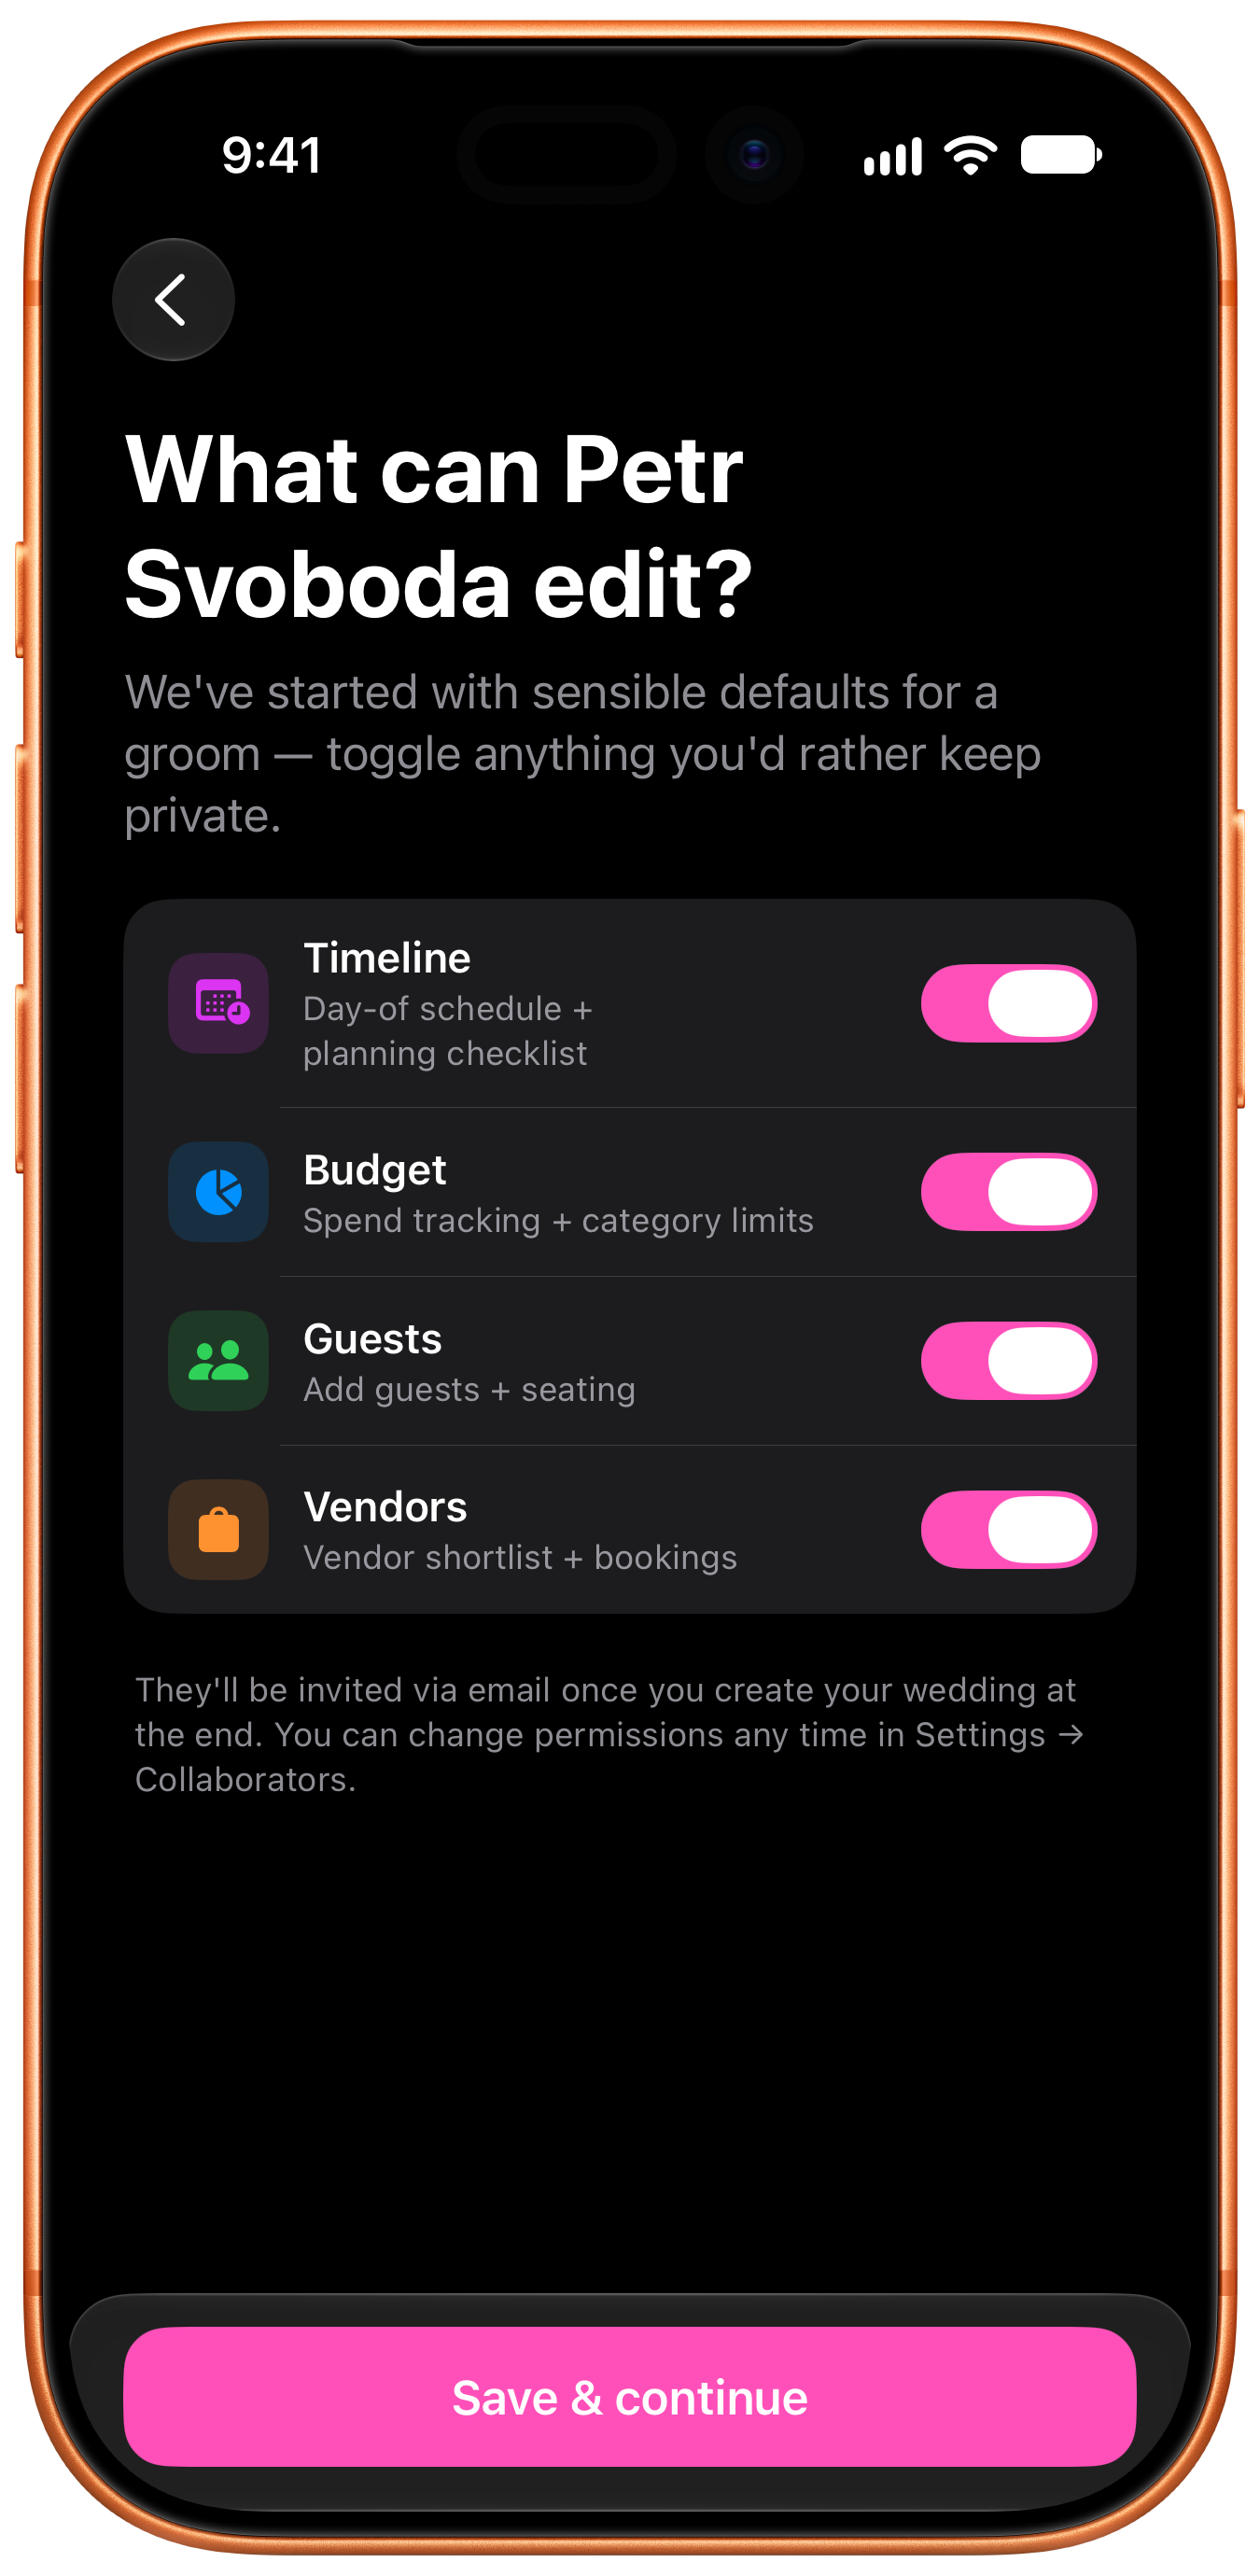 9:41
What can Petr
Svoboda edit?
We've started with sensible defaults for a
groom — toggle anything you'd rather keep
private.
Timeline
Day-of schedule +
planning checklist
Budget
Spend tracking + category limits
Guests
Add guests + seating
Vendors
Vendor shortlist + bookings
They'll be invited via email once you create your wedding at
the end. You can change permissions any time in Settings →
Collaborators.
Save & continue